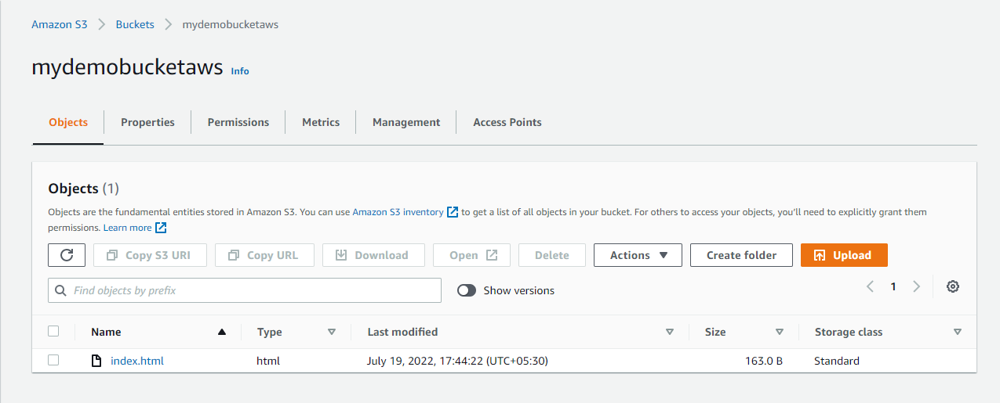 Amazon S3 > Buckets > mydemobucketaws
mydemobucketaws Info
Objects Properties Permissions Metrics Management Access Points
Objects (1)
Objects are the fundamental entities stored in Amazon S3. You can use Amazon S3 inventory to get a list of all objects in your bucket. For others to access your objects, you'll need to explicitly grant them
permissions. Learn more
Copy S3 URI Copy URL Download Open Delete Actions Create folder Upload
Find objects by prefix Show versions 1
Name Type Last modified Size Storage class
index.html html July 19, 2022, 17:44:22 (UTC+05:30) 163.0 B Standard